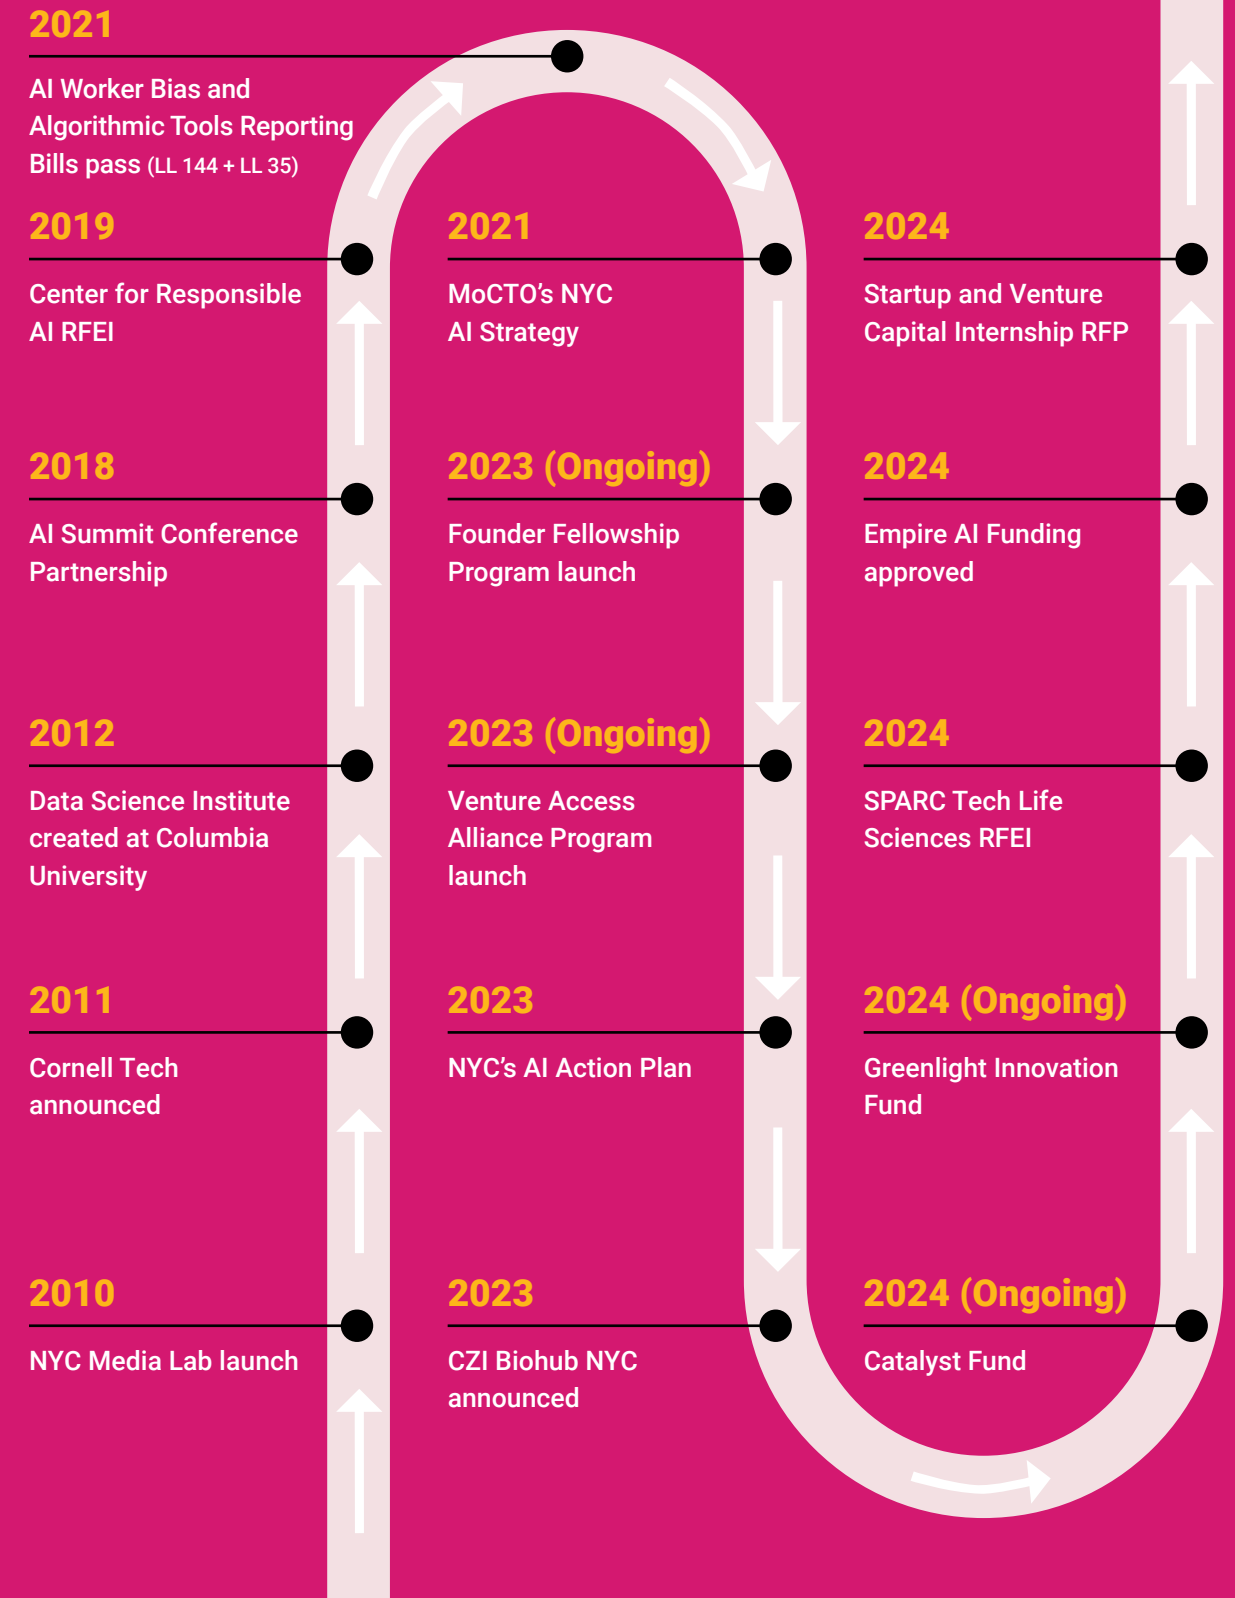 2021
AI Worker Bias and
Algorithmic Tools Reporting
Bills pass (LL 144 + LL 35)
2019
Center for Responsible
AI RFEI
2018
AI Summit Conference
Partnership
2012
Data Science Institute
created at Columbia
University
2011
Cornell Tech
announced
2010
NYC Media Lab launch
2021
MoCTO’s NYC
AI Strategy
2023 (Ongoing)
Founder Fellowship
Program launch
2023 (Ongoing)
Venture Access
Alliance Program
launch
2023
NYC’s AI Action Plan
2023
CZI Biohub NYC
announced
2024
Startup and Venture
Capital Internship RFP
2024
Empire AI Funding
approved
2024
SPARC Tech Life
Sciences RFEI
2024 (Ongoing)
Greenlight Innovation
Fund
2024 (Ongoing)
Catalyst Fund